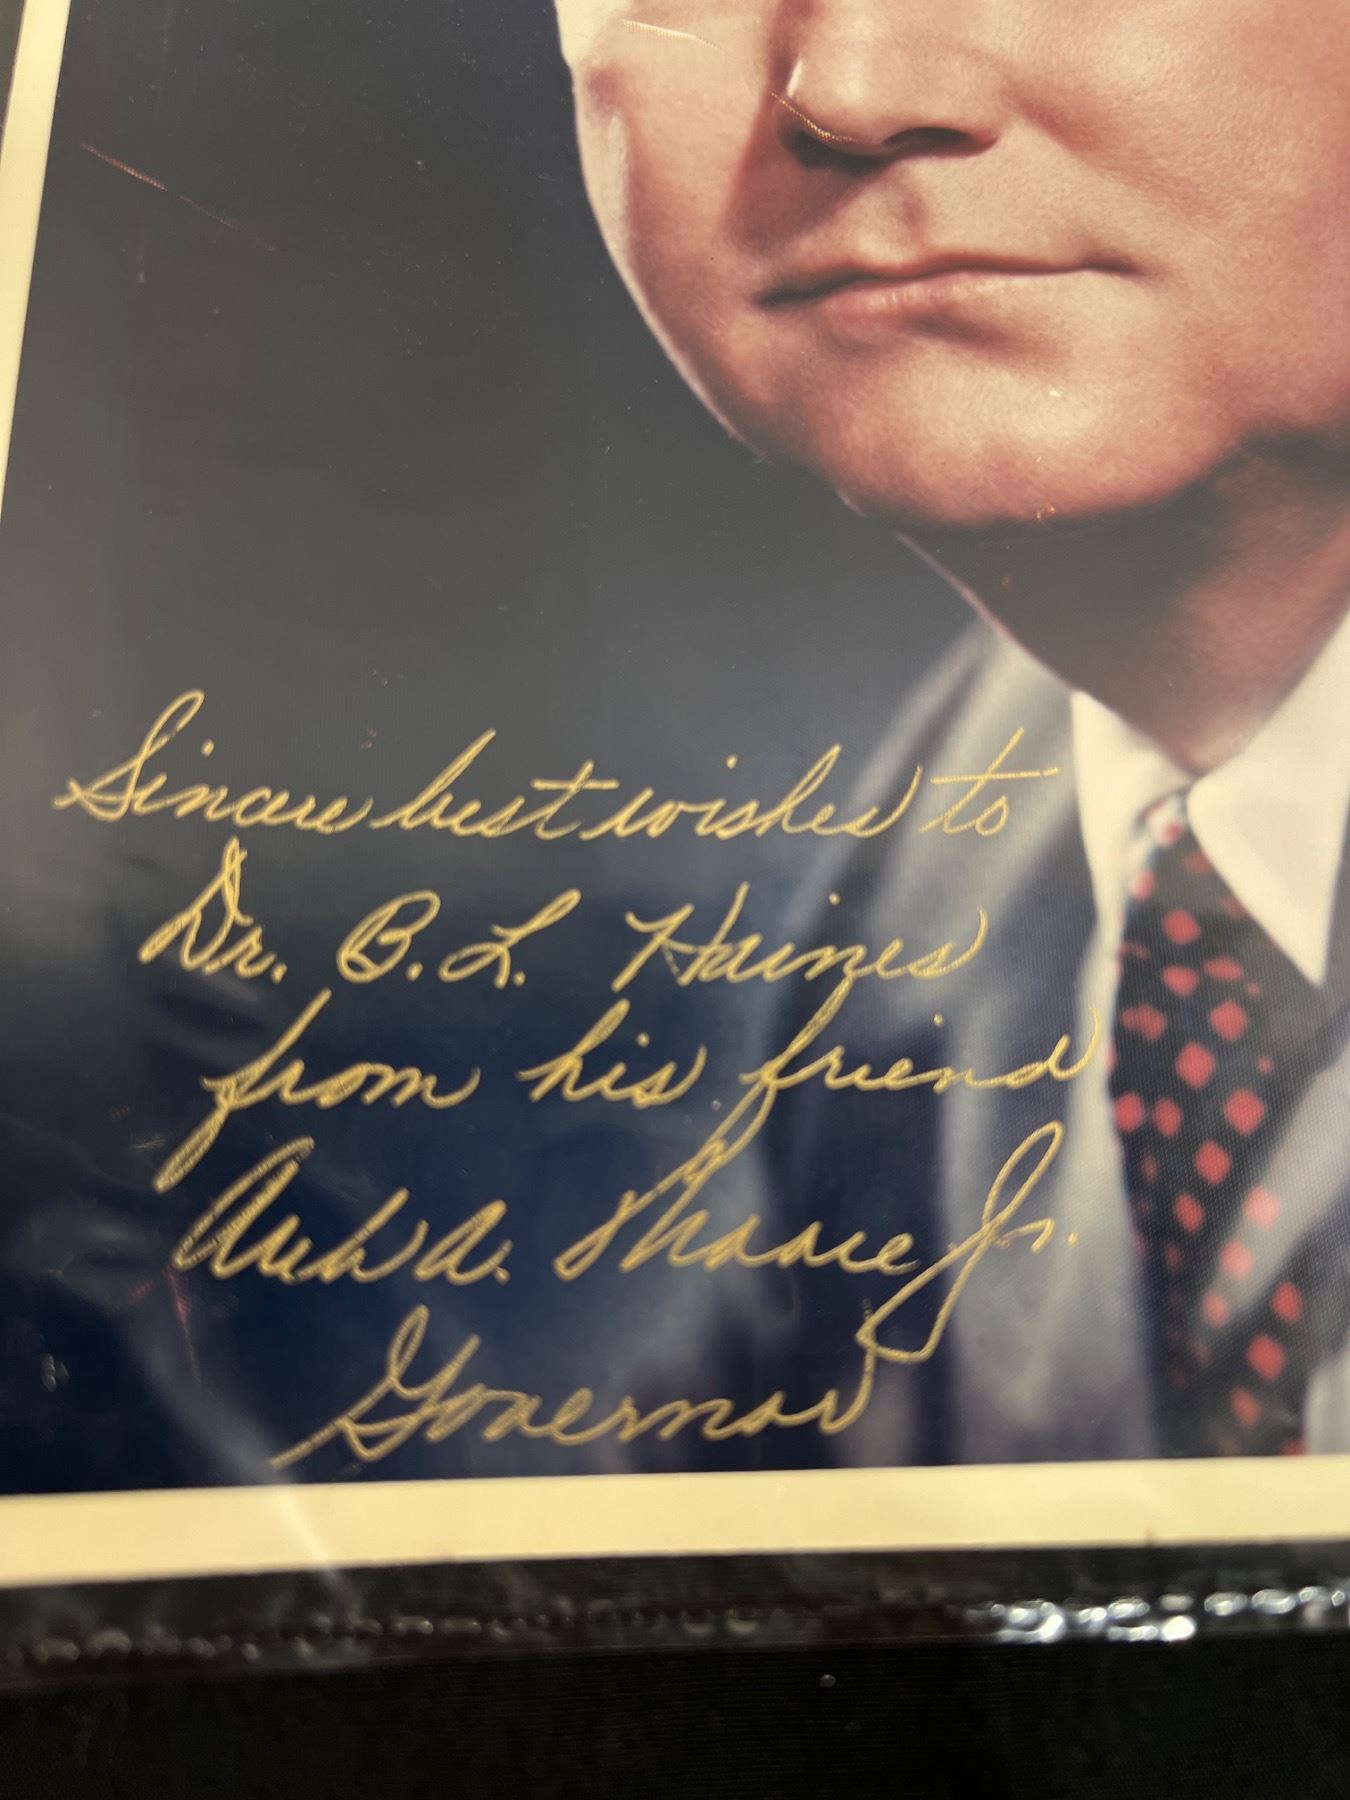 Sincere best wishes to
Dr. B. L. Haines
from his friend
Arch A. Moore Jr.
Governor